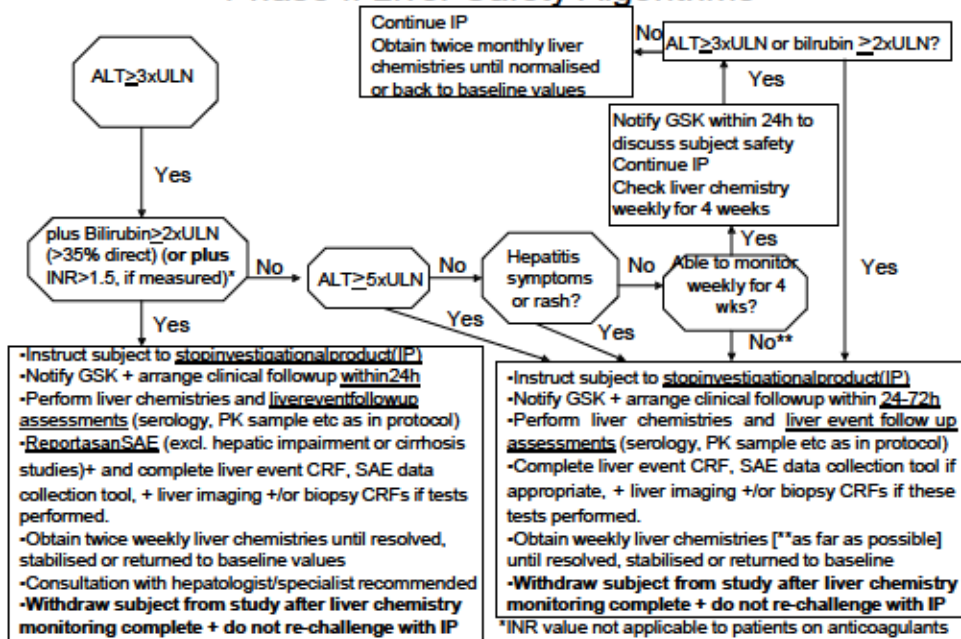 Continue IP
Obtain twice monthly liver
chemistries until normalised
or back to baseline values
No
ALT≥3xULN or bilrubin ≥2xULN?
ALT≥3xULN
Yes
Notify GSK within 24h to
discuss subject safety
Continue IP
Check liver chemistry
weekly for 4 weeks
Yes
plus Bilirubin≥2xULN
(>35% direct) (or plus
INR>1.5, if measured)*
No
ALT≥5xULN
No
Hepatitis
symptoms
or rash?
No
Able to monitor
weekly for 4
wks?
Yes
Yes
Yes
Yes
Yes
No**
•Instruct subject to stopinvestigationalproduct(IP)
•Notify GSK + arrange clinical followup within24h
•Perform liver chemistries and livereventfollowup
assessments (serology, PK sample etc as in protocol)
•ReportasanSAE (excl. hepatic impairment or cirrhosis
studies)+ and complete liver event CRF, SAE data
collection tool, + liver imaging +/or biopsy CRFs if tests
performed.
•Obtain twice weekly liver chemistries until resolved,
stabilised or returned to baseline values
•Consultation with hepatologist/specialist recommended
•Withdraw subject from study after liver chemistry
monitoring complete + do not re-challenge with IP
•Instruct subject to stopinvestigationalproduct(IP)
•Notify GSK + arrange clinical followup within 24-72h
•Perform liver chemistries and liver event follow up
assessments (serology, PK sample etc as in protocol)
•Complete liver event CRF, SAE data collection tool if
appropriate, + liver imaging +/or biopsy CRFs if these
tests performed.
•Obtain weekly liver chemistries [**as far as possible]
until resolved, stabilised or returned to baseline
•Withdraw subject from study after liver chemistry
monitoring complete + do not re-challenge with IP
*INR value not applicable to patients on anticoagulants